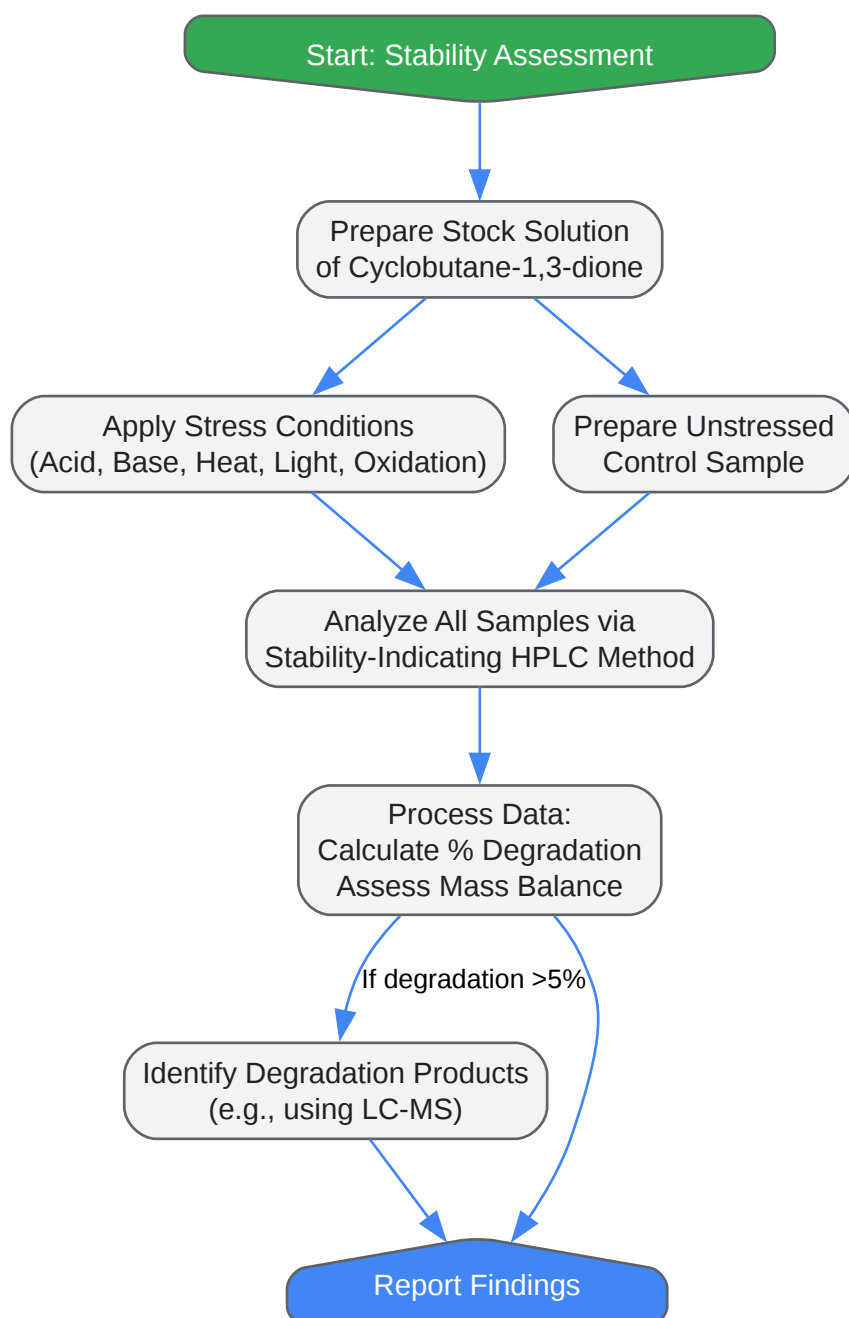 Start: Stability Assessment
Prepare Stock Solution
of Cyclobutane-1,3-dione
Apply Stress Conditions
(Acid, Base, Heat, Light, Oxidation)
Prepare Unstressed
Control Sample
Analyze All Samples via
Stability-Indicating HPLC Method
Process Data:
Calculate % Degradation
Assess Mass Balance
If degradation >5%
Identify Degradation Products
(e.g., using LC-MS)
Report Findings